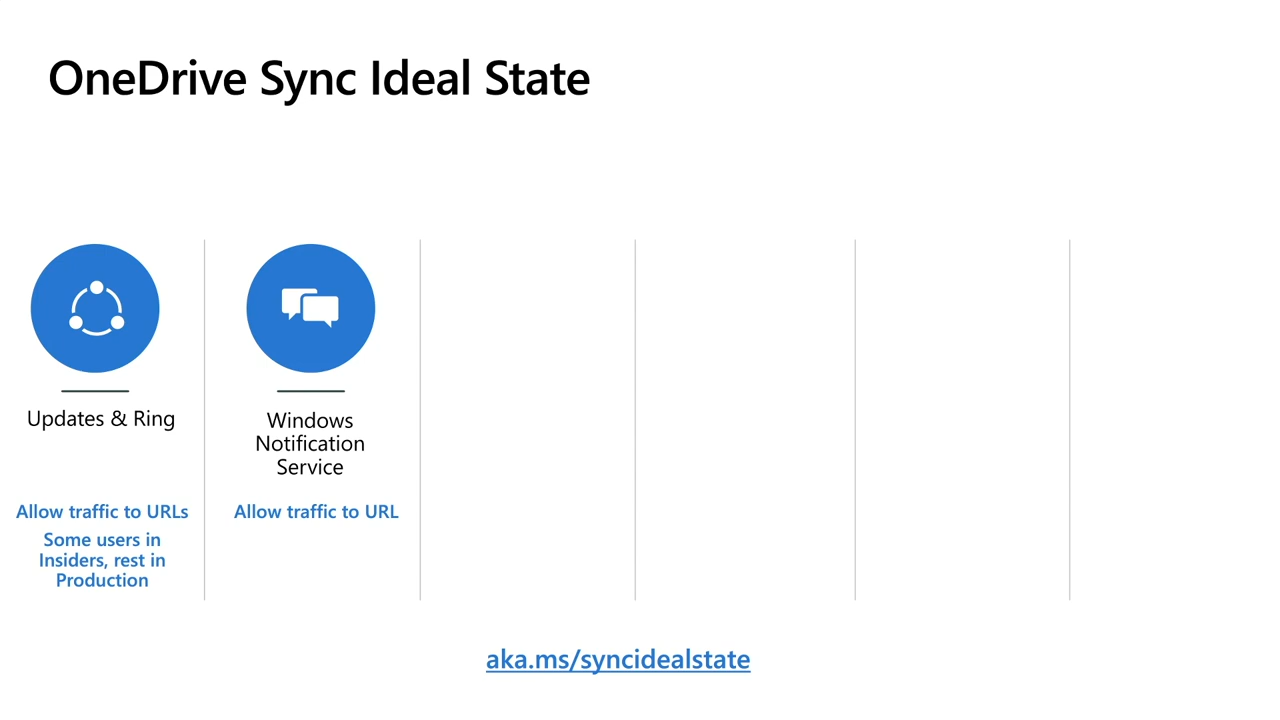 OneDrive Sync Ideal State
Updates & Ring
Allow traffic to URLs
Some users in
Insiders, rest in
Production
Windows
Notification
Service
Allow traffic to URL
aka.ms/syncidealstate